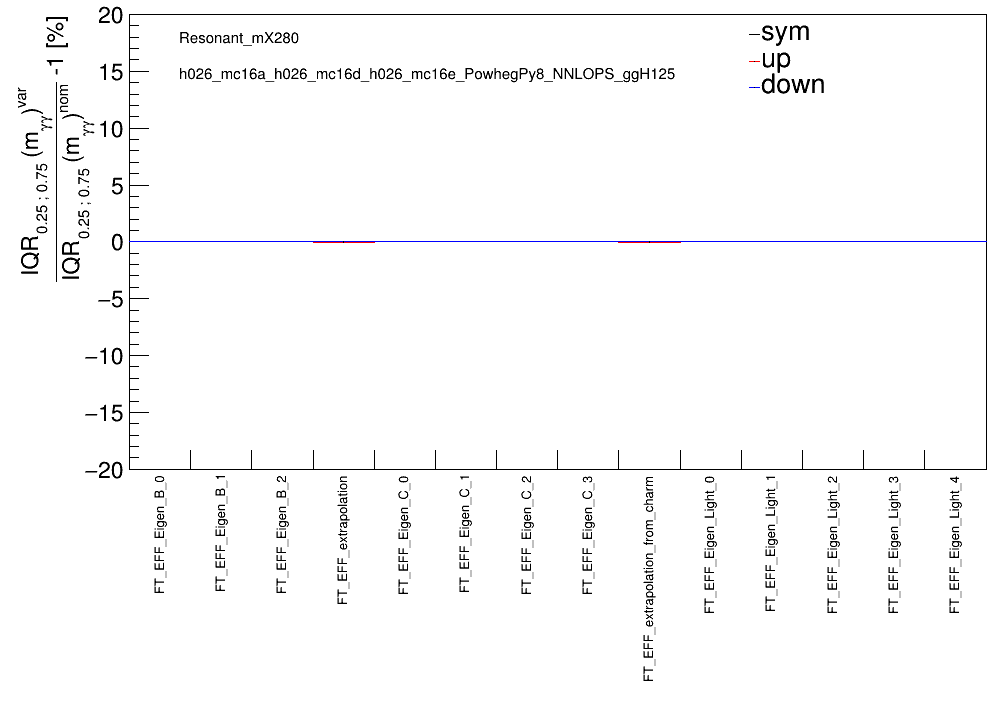 Resonant_mX280
h026_mc16a_h026_mc16d_h026_mc16e_PowhegPy8_NNLOPS_ggH125
−sym
−up
−down
IQR0.25 ; 0.75 (mγγ)var
IQR0.25 ; 0.75 (mγγ)nom -1 [%]
20
15
10
5
0
−5
−10
−15
−20
FT_EFF_Eigen_B_0
FT_EFF_Eigen_B_1
FT_EFF_Eigen_B_2
FT_EFF_extrapolation
FT_EFF_Eigen_C_0
FT_EFF_Eigen_C_1
FT_EFF_Eigen_C_2
FT_EFF_Eigen_C_3
FT_EFF_extrapolation_from_charm
FT_EFF_Eigen_Light_0
FT_EFF_Eigen_Light_1
FT_EFF_Eigen_Light_2
FT_EFF_Eigen_Light_3
FT_EFF_Eigen_Light_4